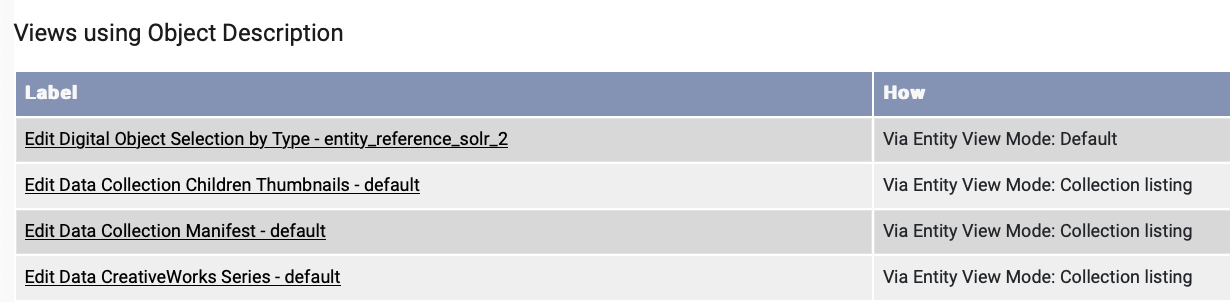 Views using Object Description
Label How
Edit Digital Object Selection by Type - entity_reference_solr_2 Via Entity View Mode: Default
Edit Data Collection Children Thumbnails - default Via Entity View Mode: Collection listing
Edit Data Collection Manifest - default Via Entity View Mode: Collection listing
Edit Data CreativeWorks Series - default Via Entity View Mode: Collection listing